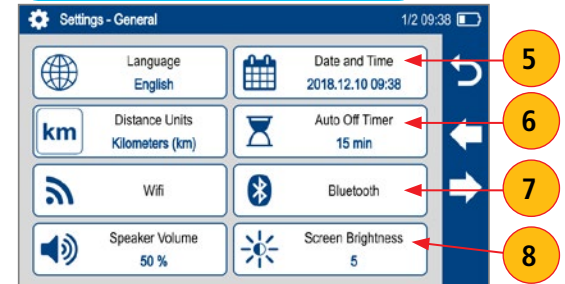 Settings - General
1/2 09:38
Language
English
Date and Time
2018.12.10 09:38
5
km
Distance Units
Kilometers (km)
Auto Off Timer
15 min
6
Wifi
Bluetooth
7
Speaker Volume
50 %
Screen Brightness
5
8